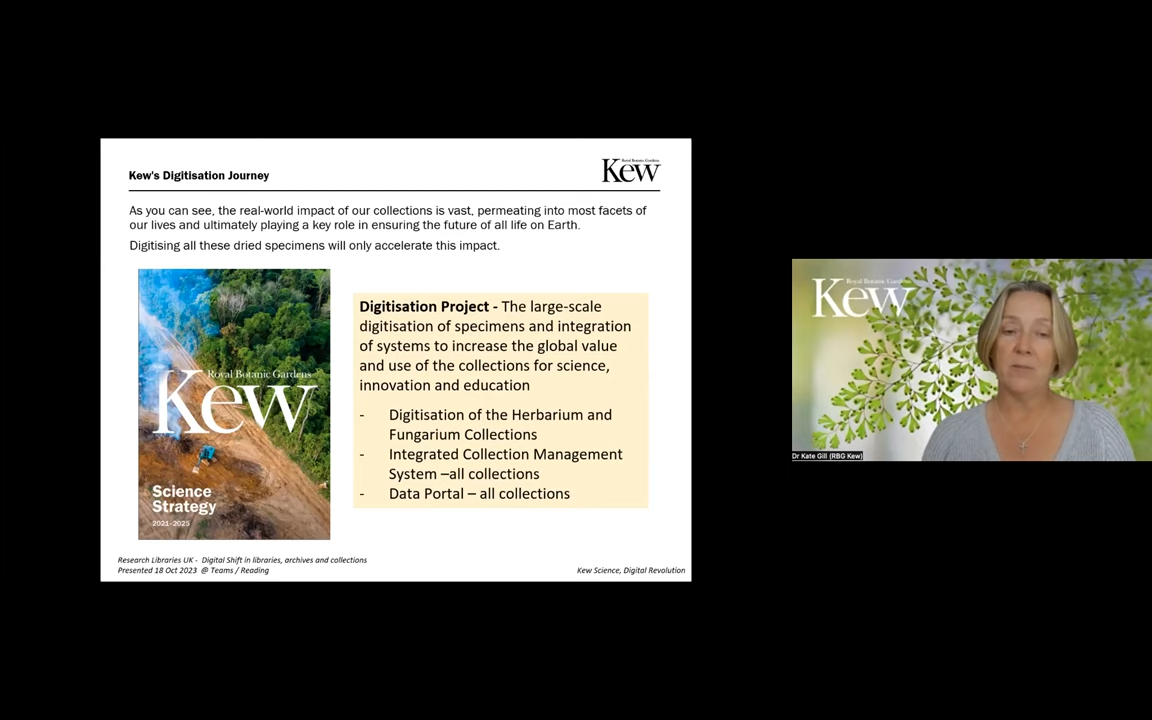 Kew's Digitisation Journey
Royal Botanic Gardens
Kew
As you can see, the real-world impact of our collections is vast, permeating into most facets of
our lives and ultimately playing a key role in ensuring the future of all life on Earth.
Digitising all these dried specimens will only accelerate this impact.
Royal Botanic Gardens
Kew
Science
Strategy
2021-2025
Digitisation Project - The large-scale
digitisation of specimens and integration
of systems to increase the global value
and use of the collections for science,
innovation and education
- Digitisation of the Herbarium and
Fungarium Collections
- Integrated Collection Management
System –all collections
- Data Portal – all collections
Research Libraries UK - Digital Shift in libraries, archives and collections
Presented 18 Oct 2023 @ Teams / Reading
Kew Science, Digital Revolution
Royal Botanic Gardens
Kew
Dr Kate Gill (RBG Kew)